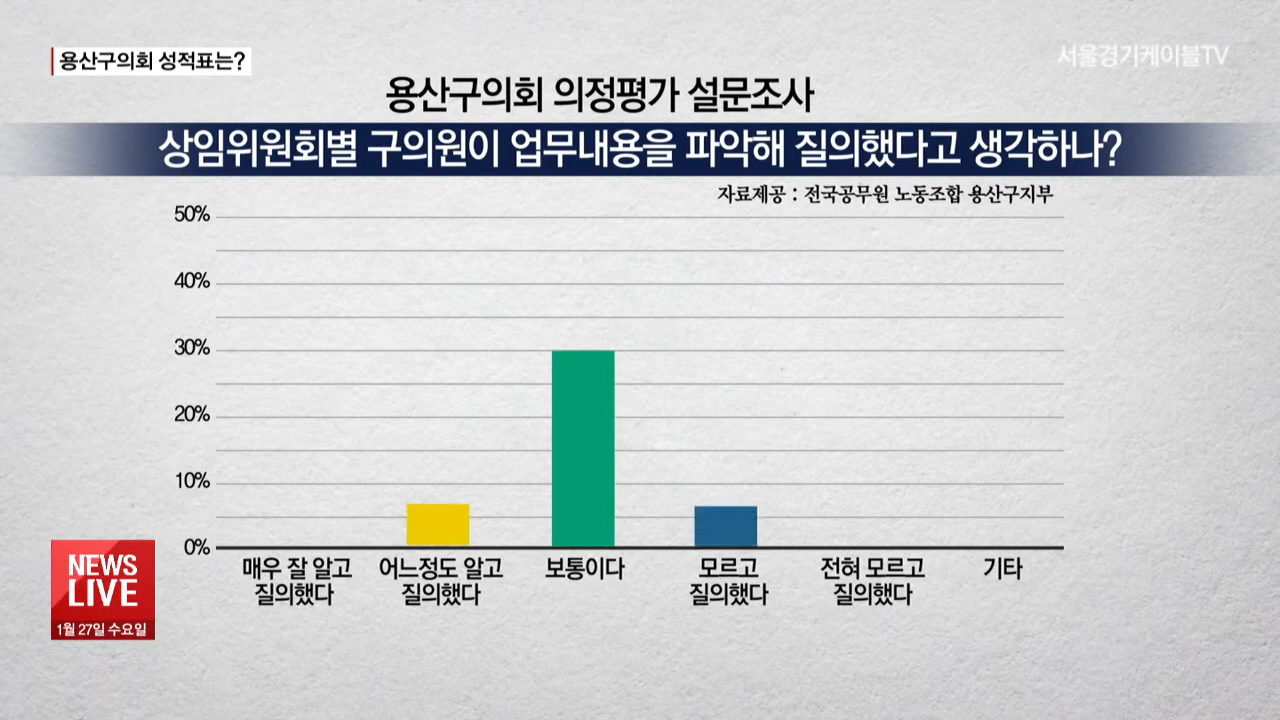 용산구의회 성적표는?
서울경기케이블TV
용산구의회 의정평가 설문조사
상임위원회별 구의원이 업무내용을 파악해 질의했다고 생각하나?
자료제공 : 전국공무원 노동조합 용산구지부
50%
40%
30%
20%
10%
0%
매우 잘 알고
질의했다
어느정도 알고
질의했다
보통이다
모르고
질의했다
전혀 모르고
질의했다
기타
NEWS
LIVE
1월 27일 수요일